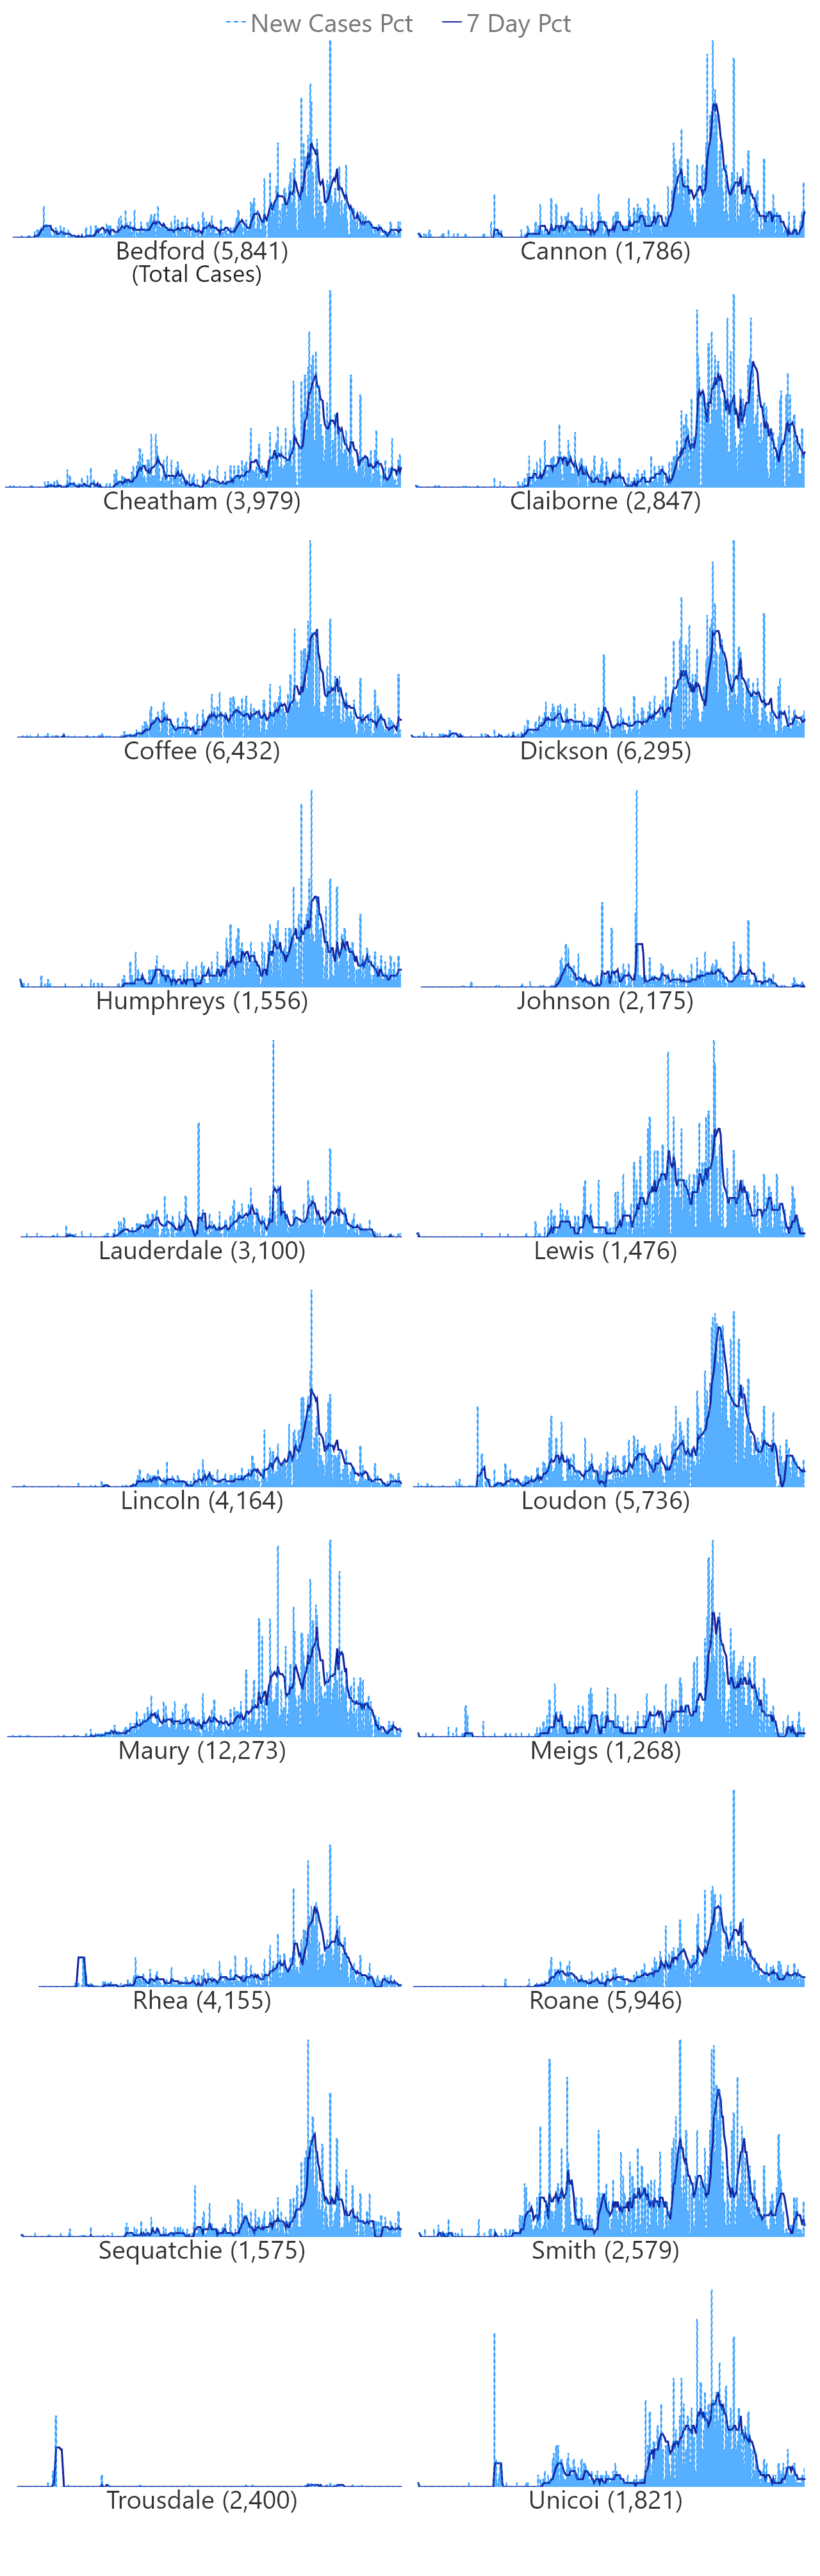 New Cases Pct 7 Day Pct
Bedford (5,841) Cannon (1,786)
(Total Cases)
Cheatham (3,979) Claiborne (2,847)
Coffee (6,432) Dickson (6,295)
Humphreys (1,556) Johnson (2,175)
Lauderdale (3,100) Lewis (1,476)
Lincoln (4,164) Loudon (5,736)
Maury (12,273) Meigs (1,268)
Rhea (4,155) Roane (5,946)
Sequatchie (1,575) Smith (2,579)
Trousdale (2,400) Unicoi (1,821)